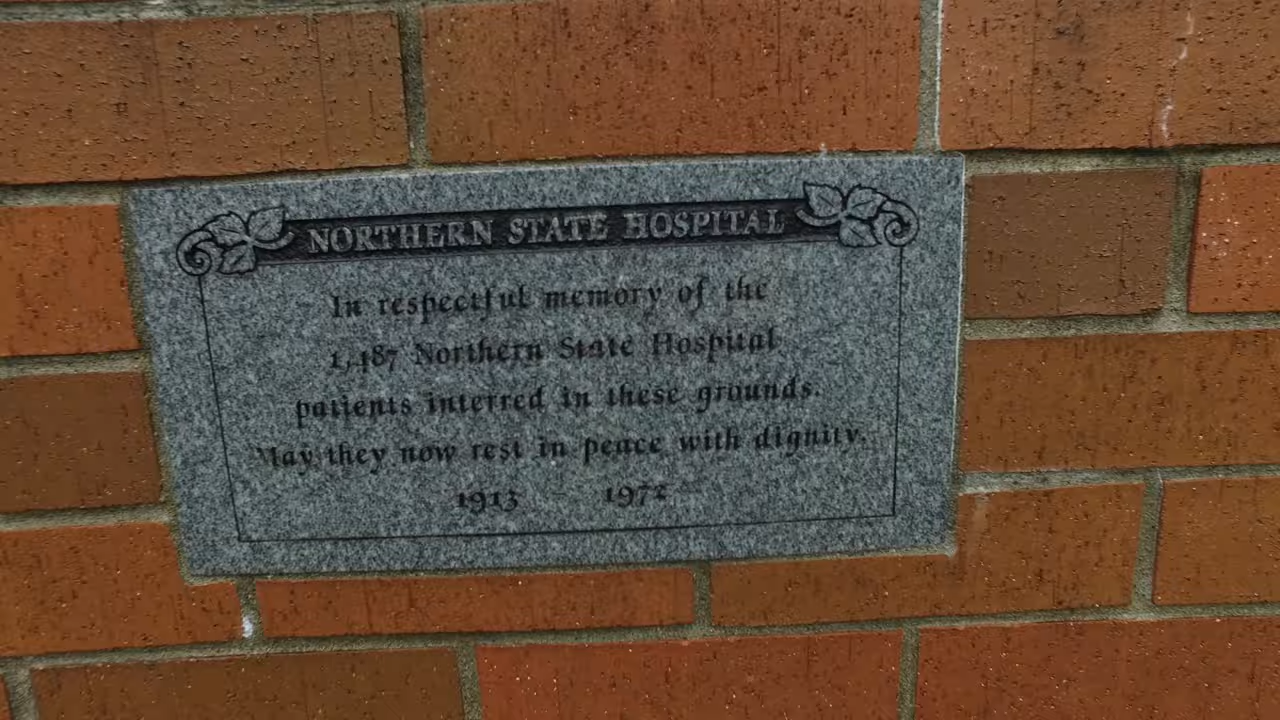 NORTHERN STATE HOSPITAL
In respectful memory of the
1,487 Northern State Hospital
patients interred in these grounds.
May they now rest in peace with dignity.
1913 1972